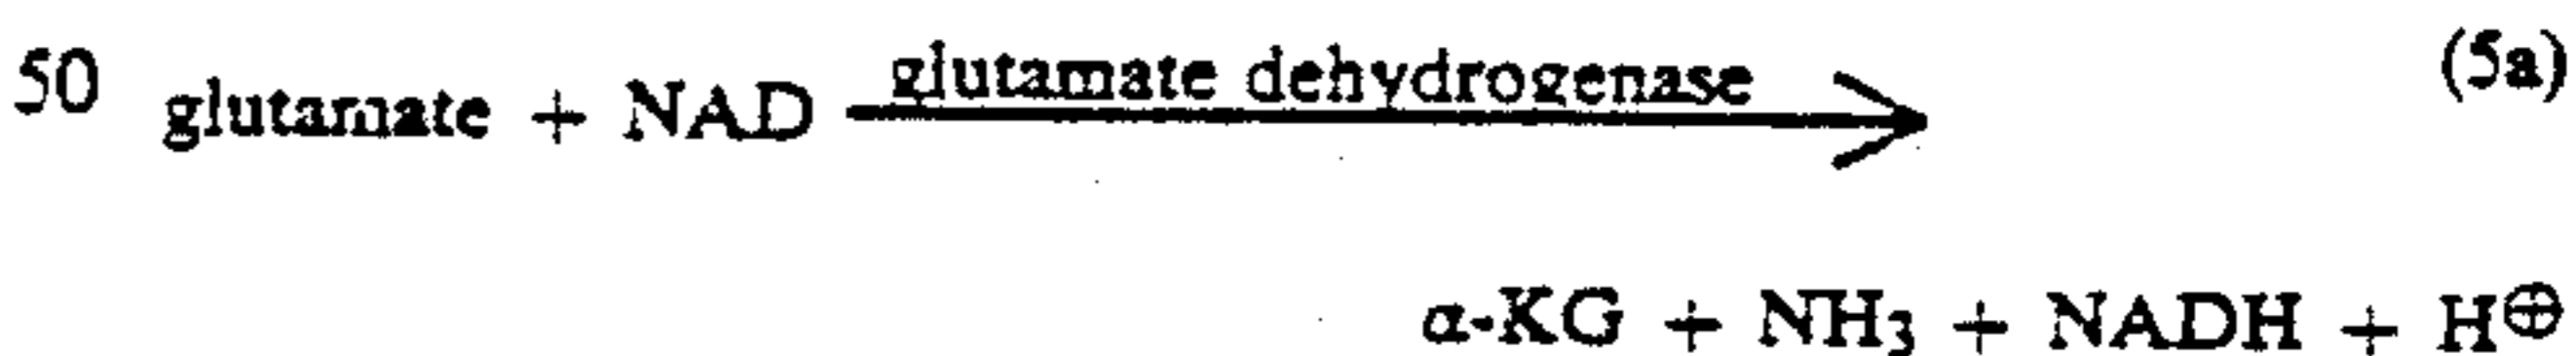 glutamate dehydrogenase (5a)
50 glutamate + NAD ⟶
α-KG + NH₃ + NADH + H⊕